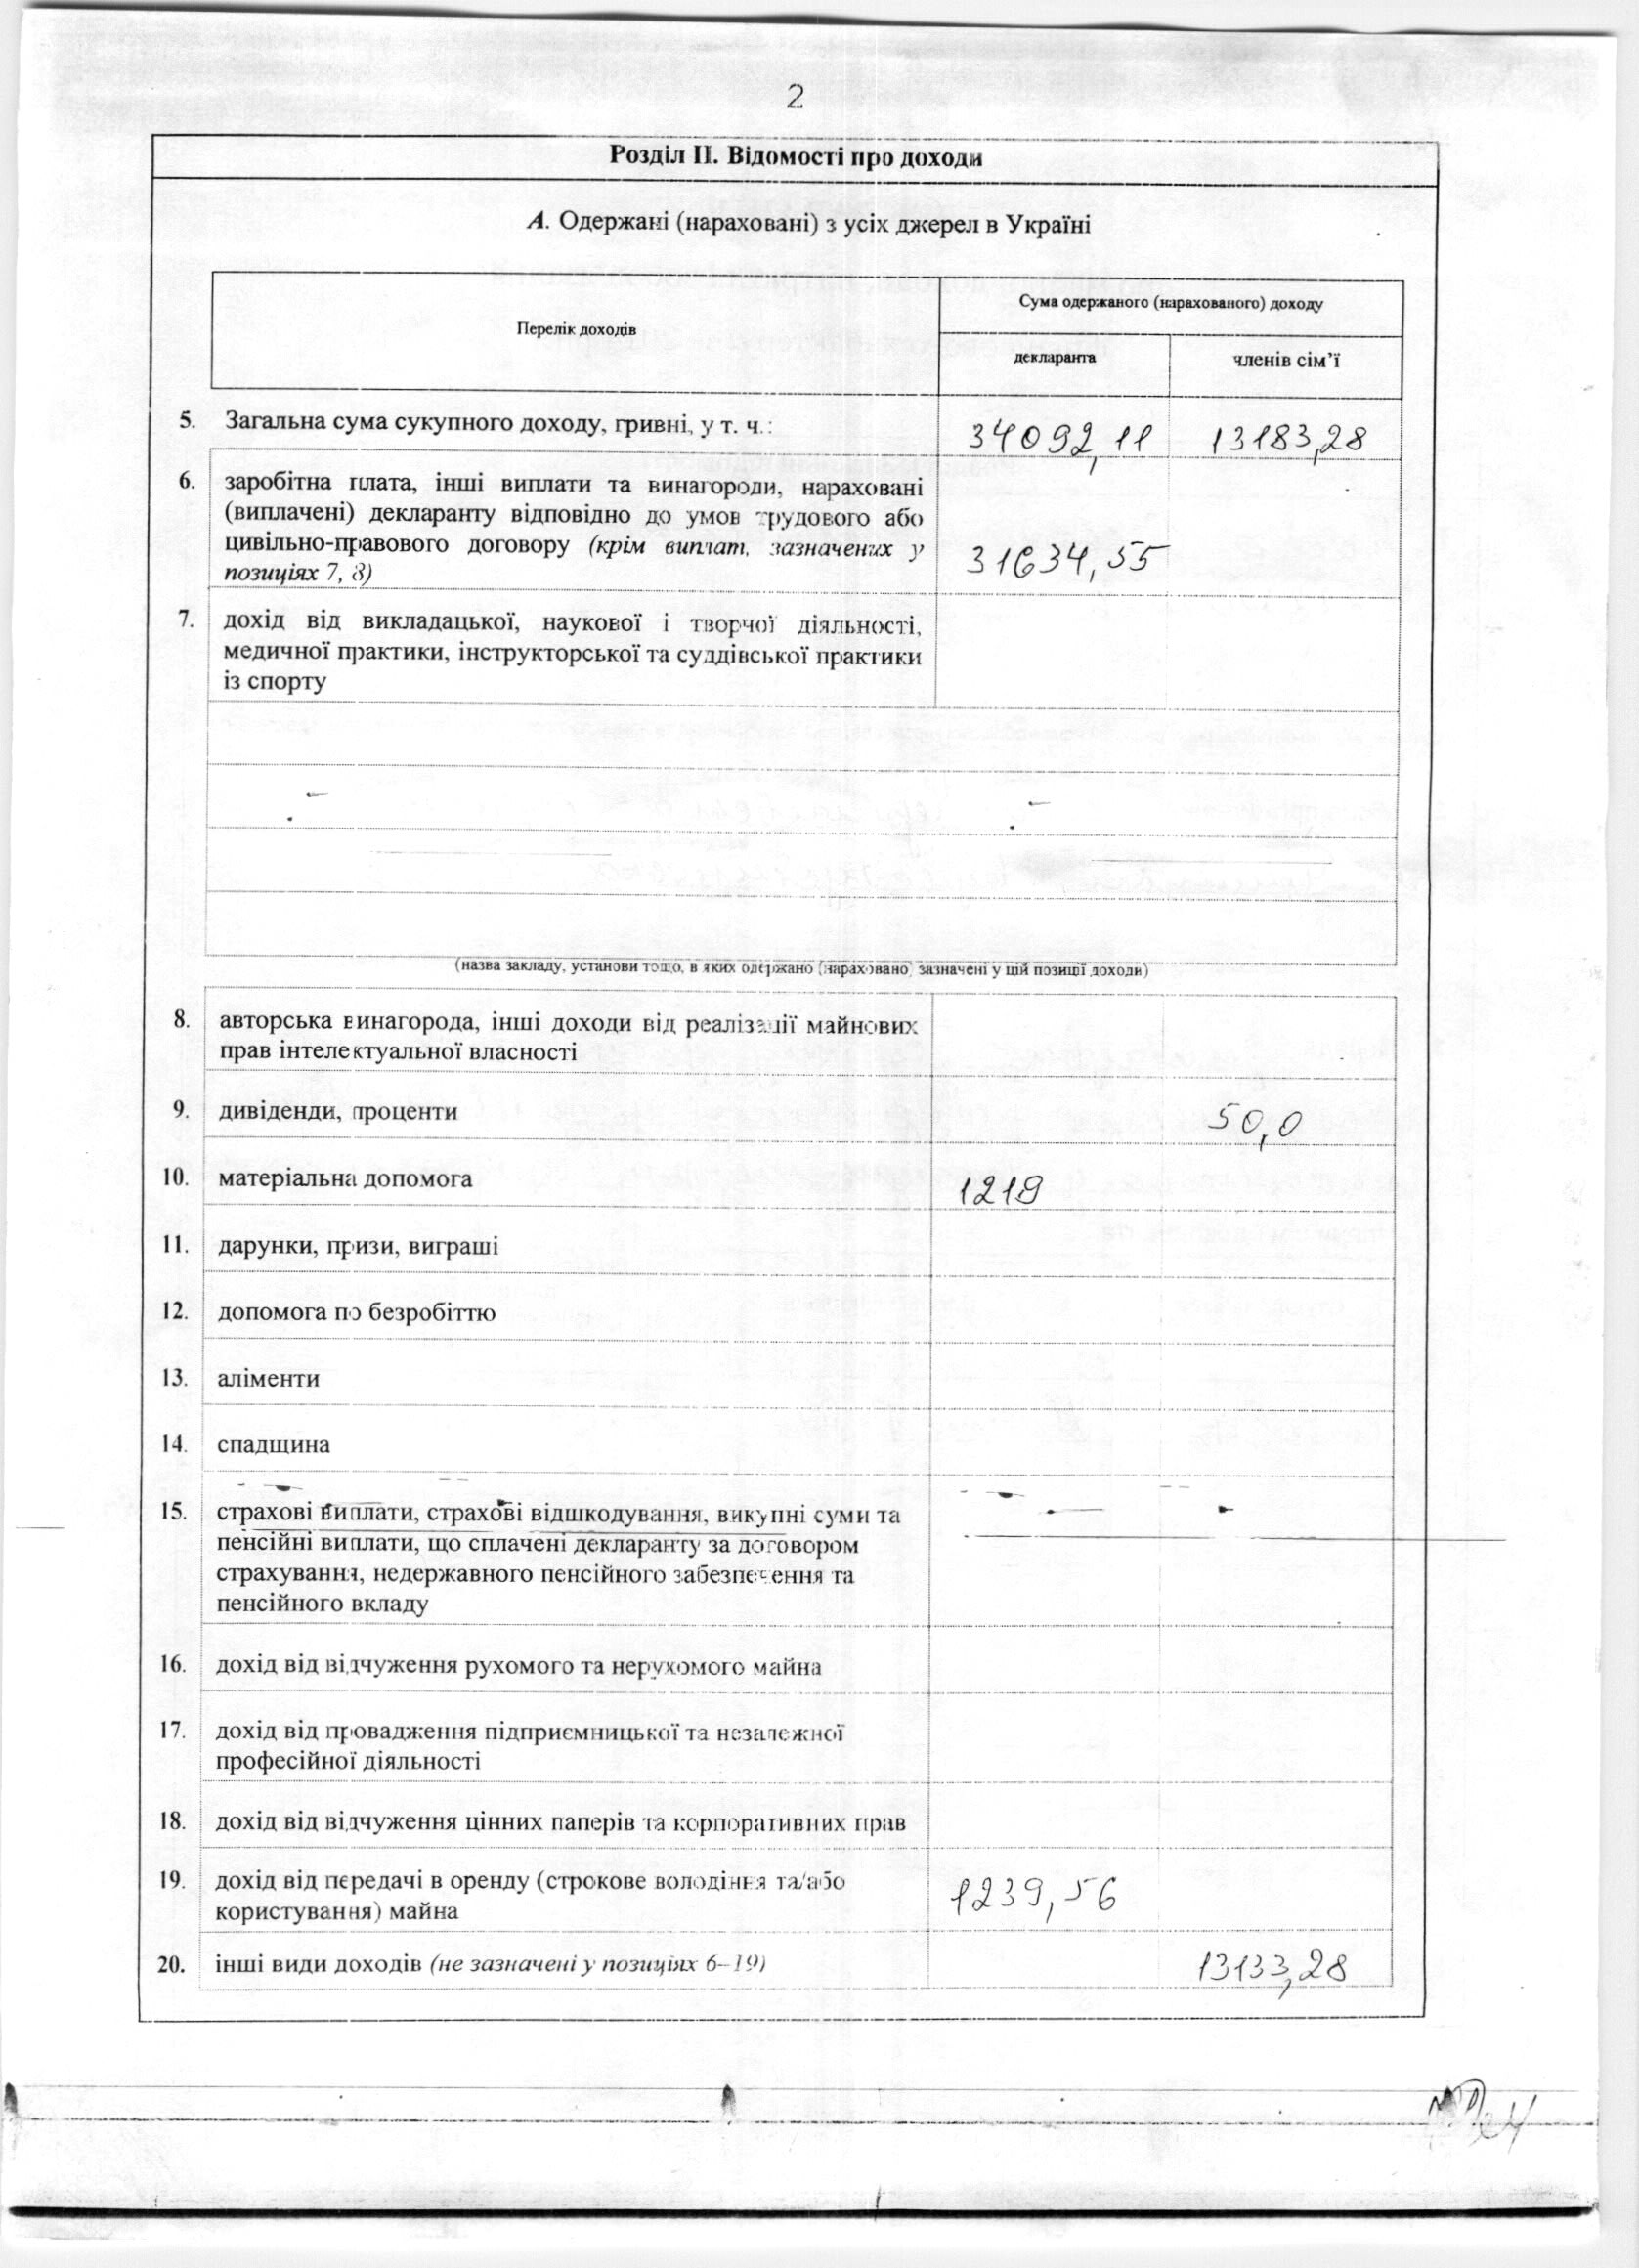 2
Розділ II. Відомості про доходи
А. Одержані (нараховані) з усіх джерел в Україні
Перелік доходів
Сума одержаного (нарахованого) доходу
декларанта
членів сім’ї
5. Загальна сума сукупного доходу, гривні, у т. ч.: 34092,11 13183,28
6. заробітна плата, інші виплати та винагороди, нараховані
(виплачені) декларанту відповідно до умов трудового або
цивільно-правового договору (крім виплат, зазначених у
позиціях 7, 8) 31634,55
7. дохід від викладацької, наукової і творчої діяльності,
медичної практики, інструкторської та суддівської практики
із спорту
(назва закладу, установи тощо, в яких одержано (нараховано) зазначені у цій позиції доходи)
8. авторська винагорода, інші доходи від реалізації майнових
прав інтелектуальної власності
9. дивіденди, проценти 50,0
10. матеріальна допомога 1218
11. дарунки, призи, виграші
12. допомога по безробіттю
13. аліменти
14. спадщина
15. страхові виплати, страхові відшкодування, викупні суми та
пенсійні виплати, що сплачені декларанту за договором
страхування, недержавного пенсійного забезпечення та
пенсійного вкладу
16. дохід від відчуження рухомого та нерухомого майна
17. дохід від провадження підприємницької та незалежної
професійної діяльності
18. дохід від відчуження цінних паперів та корпоративних прав
19. дохід від передачі в оренду (строкове володіння та/або
користування) майна 1239,56
20. інші види доходів (не зазначені у позиціях 6–19) 13133,28